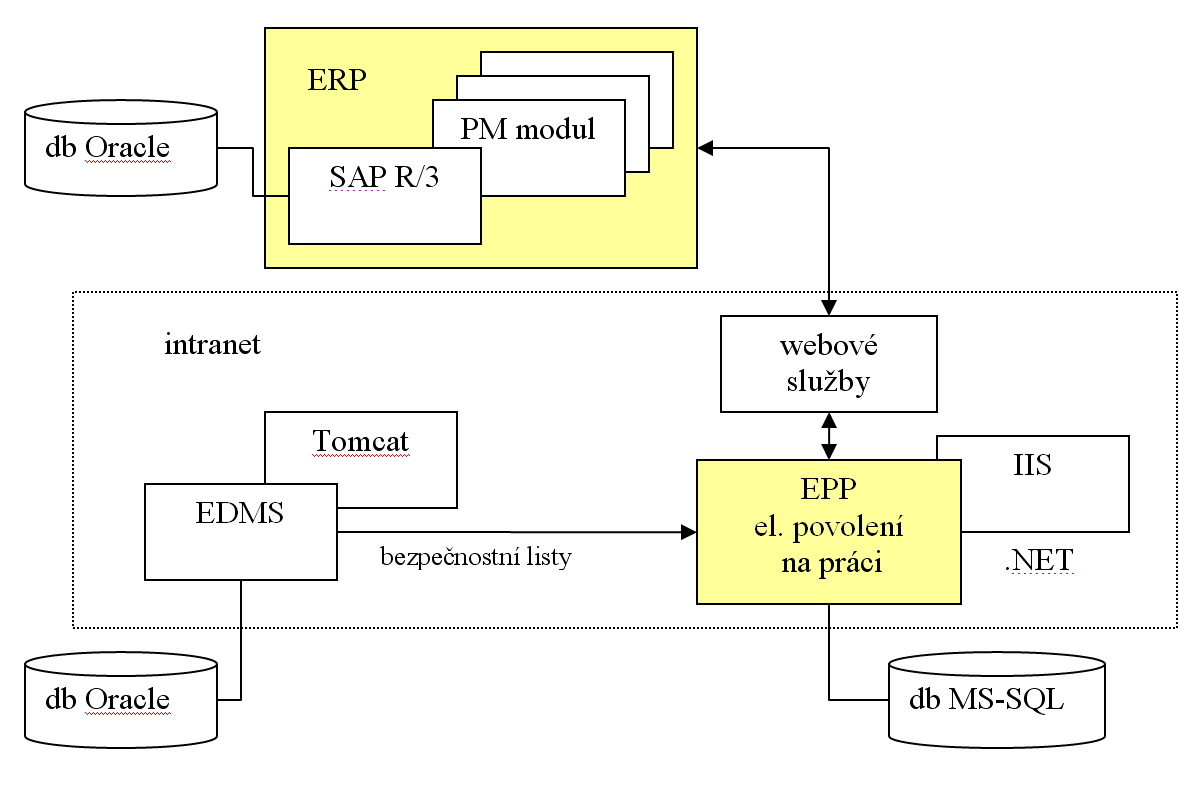 ERP
PM modul
db Oracle
SAP R/3
intranet
webové
služby
Tomcat
IIS
EDMS
EPP
el. povolení
na práci
bezpečnostní listy
.NET
db Oracle
db MS-SQL